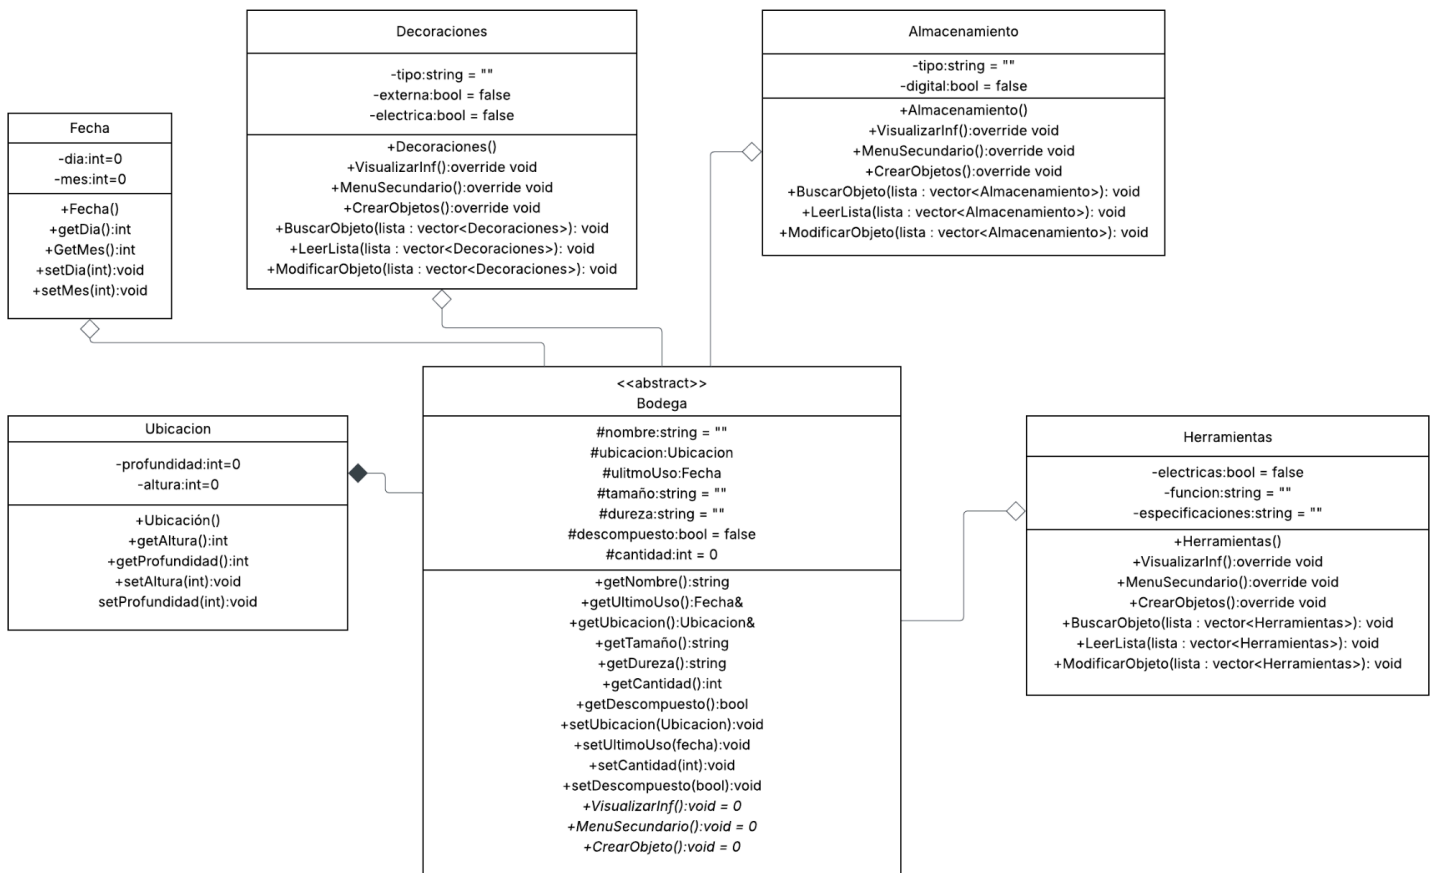 Decoraciones
-tipo:string = ""
-externa:bool = false
-electrica:bool = false
+Decoraciones()
+VisualizarInf():override void
+MenuSecundario():override void
+CrearObjetos():override void
+BuscarObjeto(lista : vector<Decoraciones>): void
+LeerLista(lista : vector<Decoraciones>): void
+ModificarObjeto(lista : vector<Decoraciones>): void
Almacenamiento
-tipo:string = ""
-digital:bool = false
+Almacenamiento()
+VisualizarInf():override void
+MenuSecundario():override void
+CrearObjetos():override void
+BuscarObjeto(lista : vector<Almacenamiento>): void
+LeerLista(lista : vector<Almacenamiento>): void
+ModificarObjeto(lista : vector<Almacenamiento>): void
Fecha
-dia:int=0
-mes:int=0
+Fecha()
+getDia():int
+GetMes():int
+setDia(int):void
+setMes(int):void
Ubicacion
-profundidad:int=0
-altura:int=0
+Ubicación()
+getAltura():int
+getProfundidad():int
+setAltura(int):void
setProfundidad(int):void
<<abstract>>
Bodega
#nombre:string = ""
#ubicacion:Ubicacion
#ulitmoUso:Fecha
#tamaño:string = ""
#dureza:string = ""
#descompuesto:bool = false
#cantidad:int = 0
+getNombre():string
+getUltimoUso():Fecha&
+getUbicacion():Ubicacion&
+getTamaño():string
+getDureza():string
+getCantidad():int
+getDescompuesto():bool
+setUbicacion(Ubicacion):void
+setUltimoUso(fecha):void
+setCantidad(int):void
+setDescompuesto(bool):void
+VisualizarInf():void = 0
+MenuSecundario():void = 0
+CrearObjeto():void = 0
Herramientas
-electricas:bool = false
-funcion:string = ""
-especificaciones:string = ""
+Herramientas()
+VisualizarInf():override void
+MenuSecundario():override void
+CrearObjetos():override void
+BuscarObjeto(lista : vector<Herramientas>): void
+LeerLista(lista : vector<Herramientas>): void
+ModificarObjeto(lista : vector<Herramientas>): void